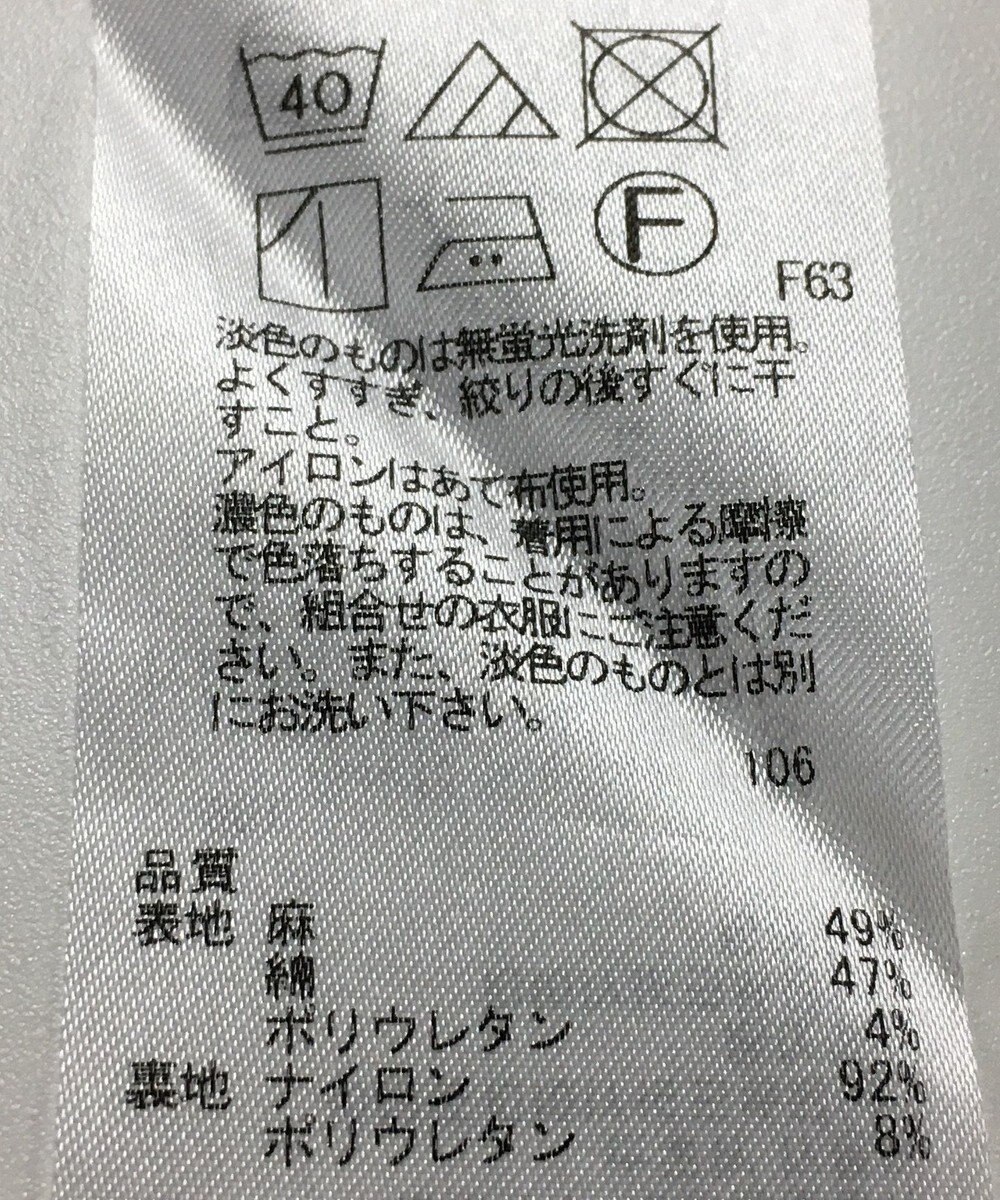 40
F
F63
淡色のものは無蛍光洗剤を使用。
よくすすぎ、絞りの後すぐに干
すこと。
アイロンはあて布使用。
濃色のものは、着用による摩擦
で色落ちすることがありますの
で、組合せの衣服にご注意くだ
さい。また、淡色のものとは別
にお洗い下さい。
106
品質
表地 麻 49%
綿 47%
ポリウレタン 4%
裏地 ナイロン 92%
ポリウレタン 8%